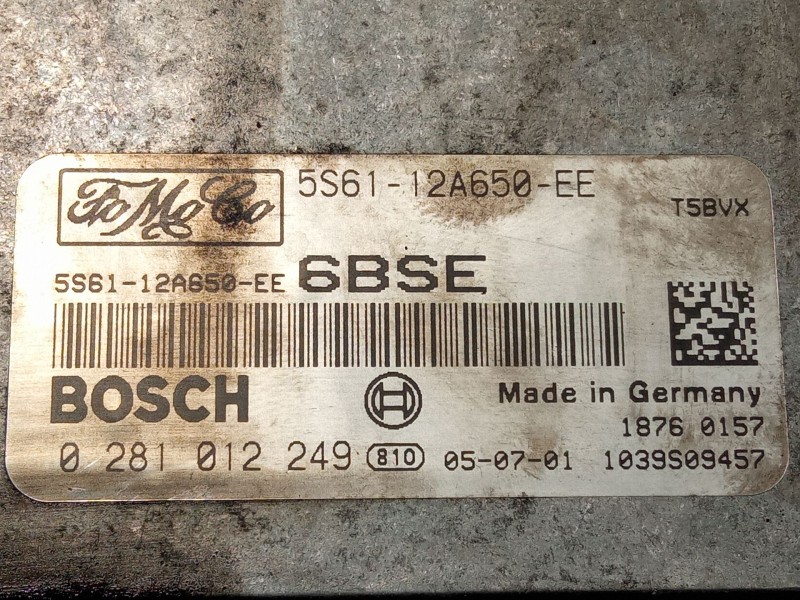 FoMoCo
5S61-12A650-EE
T5BVX
5S61-12A650-EE 6BSE
BOSCH
Made in Germany
1876 0157
0 281 012 249 810 05-07-01 1039S09457